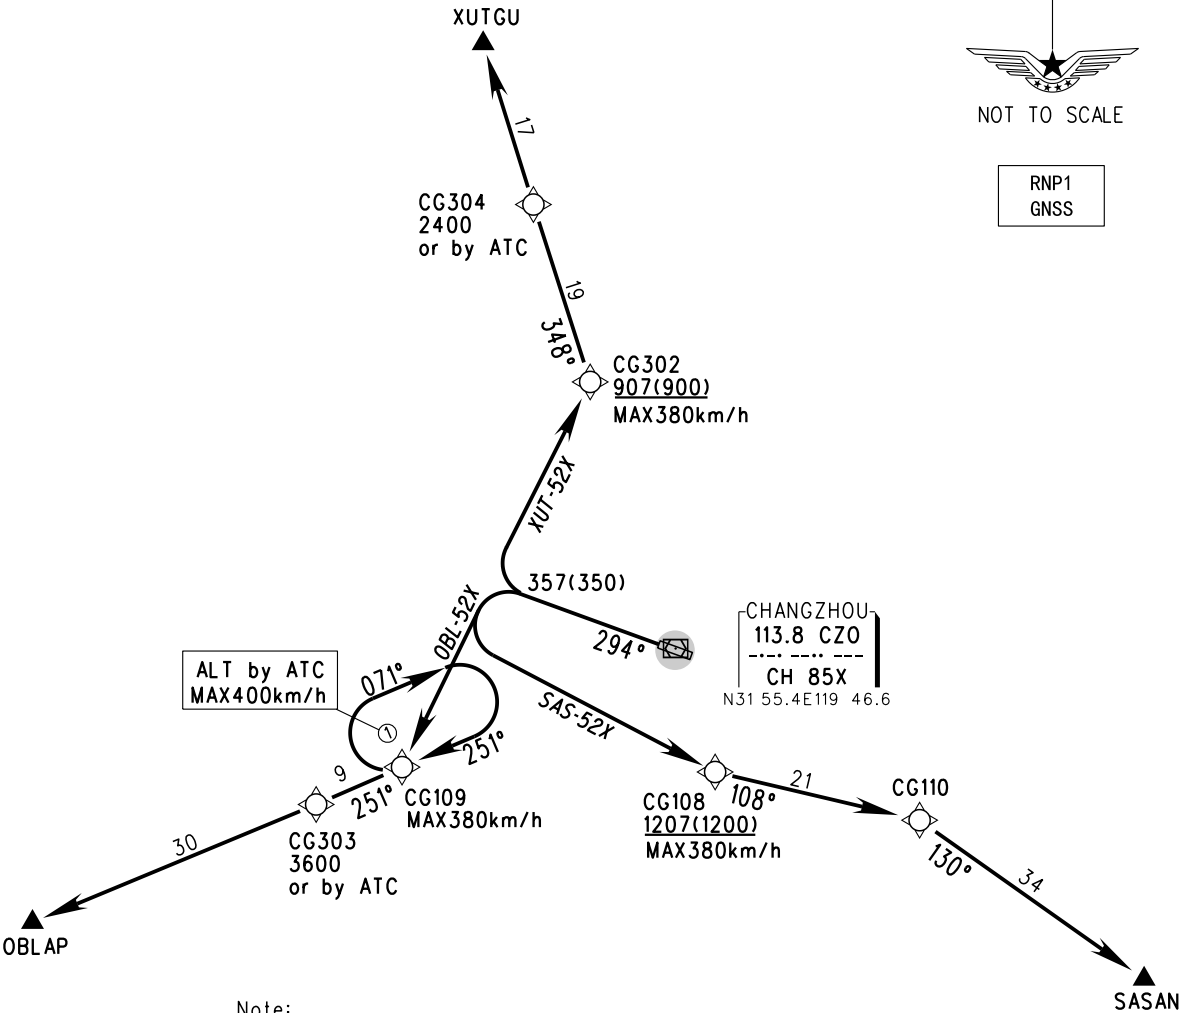 XUTGU
NOT TO SCALE
17
RNP1
GNSS
CG304
2400
or by ATC
19
348°
CG302
907(900)
MAX380km/h
XUT-52X
357(350)
OBL-52X
294°
CHANGZHOU
113.8 CZO
-·-· --·· ---
CH 85X
N31 55.4E119 46.6
ALT by ATC
MAX400km/h
071°
1
251°
SAS-52X
9
251°
CG109
MAX380km/h
CG108
1207(1200)
MAX380km/h
108°
21
CG110
30
CG303
3600
or by ATC
130°
34
OBLAP
SASAN
Note: